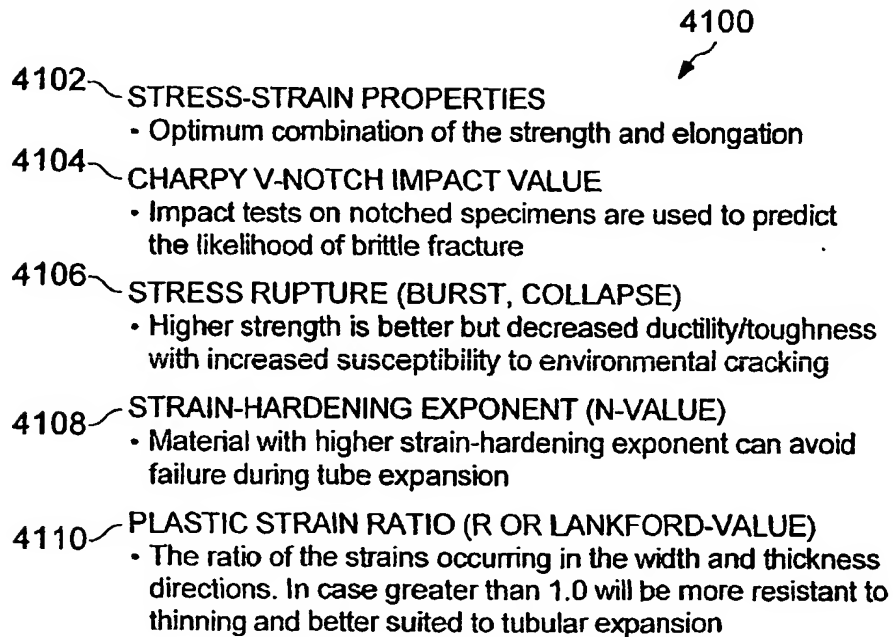 4100
4102 STRESS-STRAIN PROPERTIES
• Optimum combination of the strength and elongation
4104 CHARPY V-NOTCH IMPACT VALUE
• Impact tests on notched specimens are used to predict
the likelihood of brittle fracture
4106 STRESS RUPTURE (BURST, COLLAPSE)
• Higher strength is better but decreased ductility/toughness
with increased susceptibility to environmental cracking
4108 STRAIN-HARDENING EXPONENT (N-VALUE)
• Material with higher strain-hardening exponent can avoid
failure during tube expansion
4110 PLASTIC STRAIN RATIO (R OR LANKFORD-VALUE)
• The ratio of the strains occurring in the width and thickness
directions. In case greater than 1.0 will be more resistant to
thinning and better suited to tubular expansion